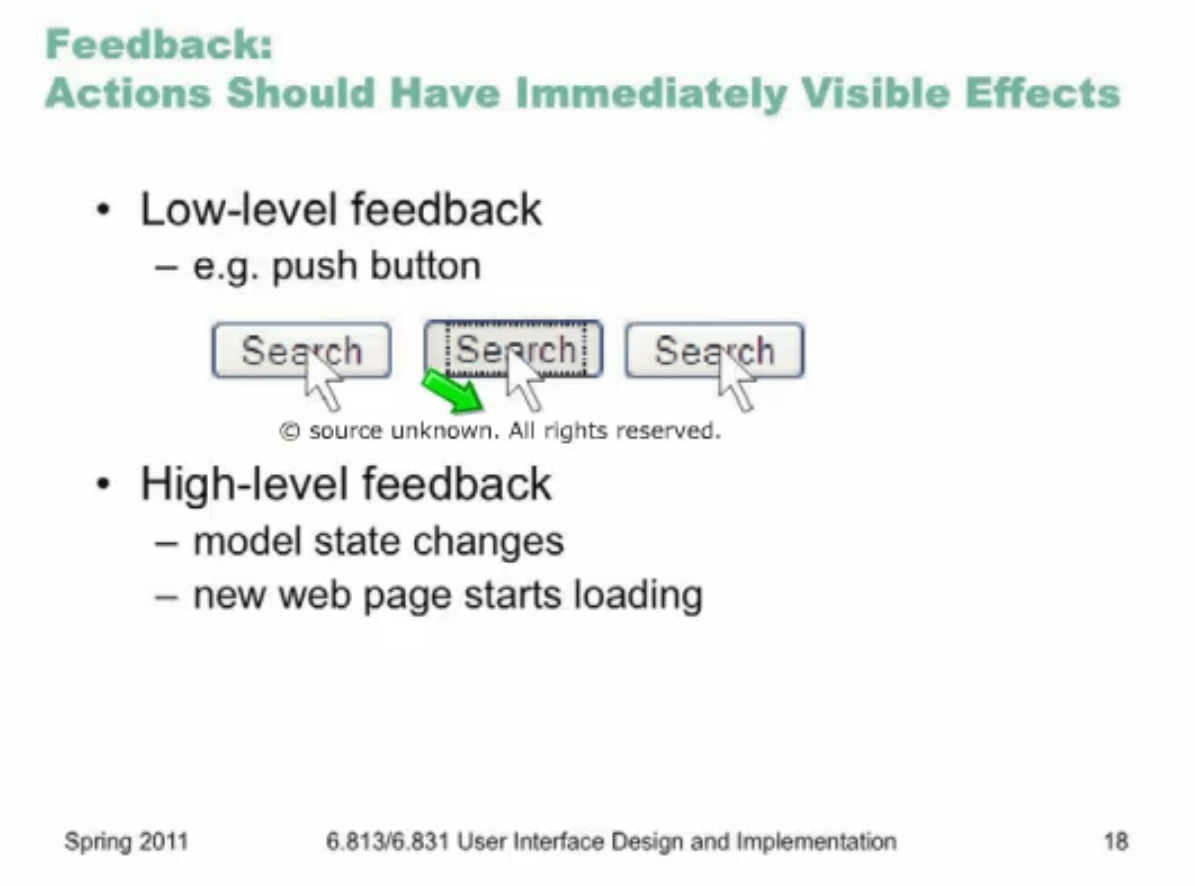 Feedback:
Actions Should Have Immediately Visible Effects
• Low-level feedback
– e.g. push button
Search Search Search
© source unknown. All rights reserved.
• High-level feedback
– model state changes
– new web page starts loading
Spring 2011 6.813/6.831 User Interface Design and Implementation 18